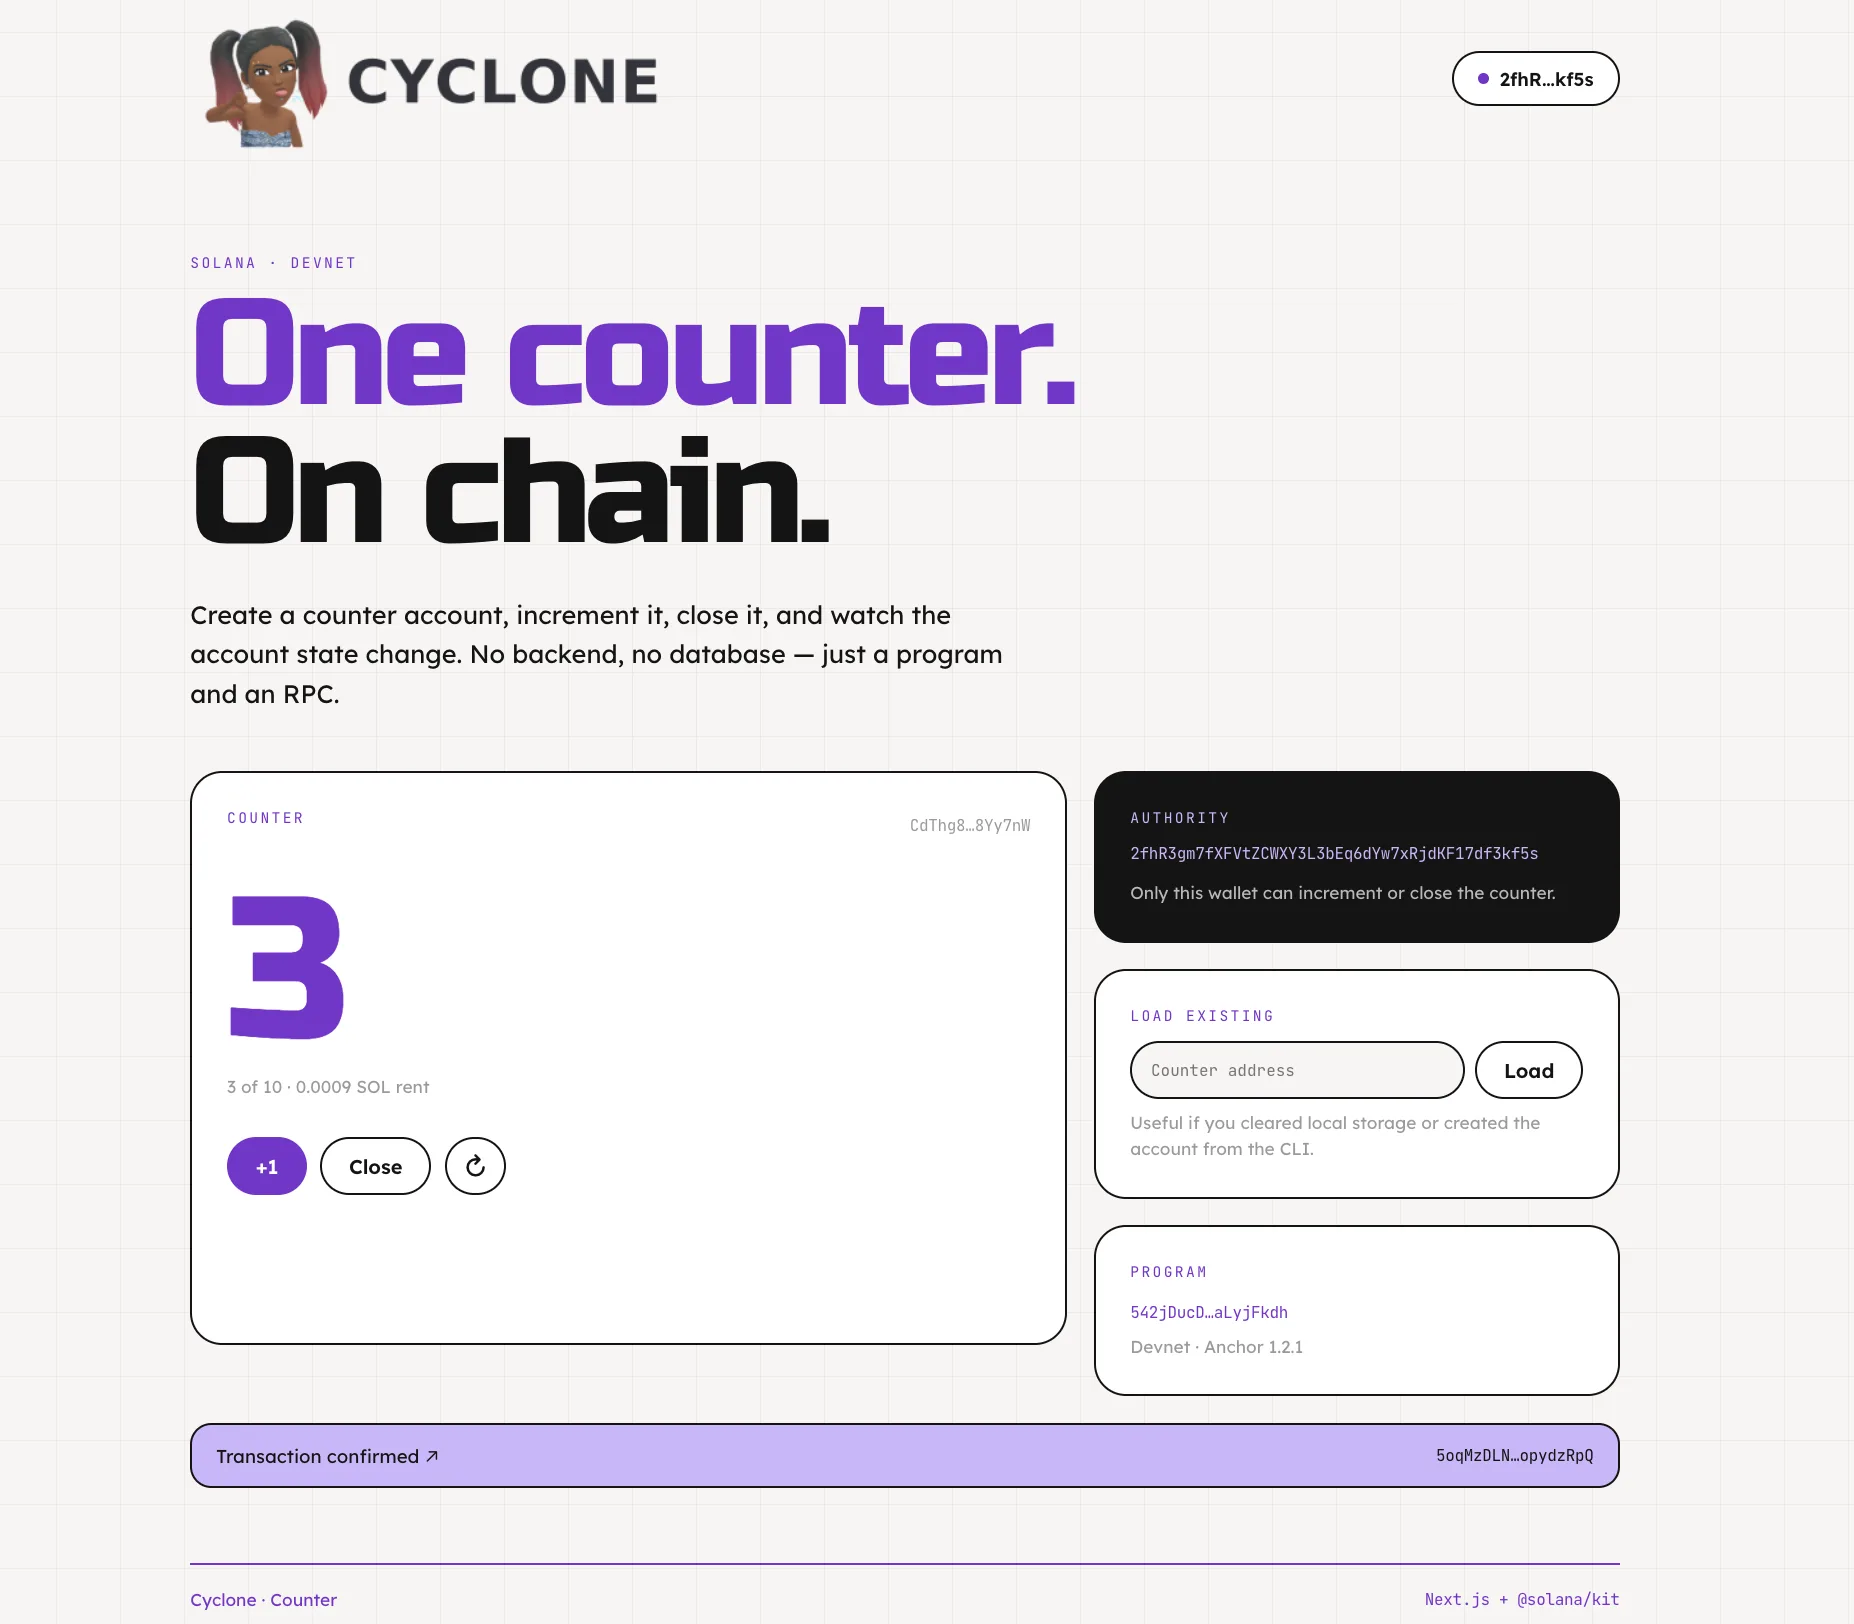 CYCLONE
2fhR…kf5s
SOLANA · DEVNET
One counter.
On chain.
Create a counter account, increment it, close it, and watch the
account state change. No backend, no database — just a program
and an RPC.
COUNTER
CdThg8…8Yy7nW
3
3 of 10 · 0.0009 SOL rent
+1
Close
AUTHORITY
2fhR3gm7fXFVtZCWXY3L3bEq6dYw7xRjdKF17df3kf5s
Only this wallet can increment or close the counter.
LOAD EXISTING
Counter address
Load
Useful if you cleared local storage or created the
account from the CLI.
PROGRAM
542jDucD…aLyjFkdh
Devnet · Anchor 1.2.1
Transaction confirmed ↗
5oqMzDLN…opydzRpQ
Cyclone · Counter
Next.js + @solana/kit